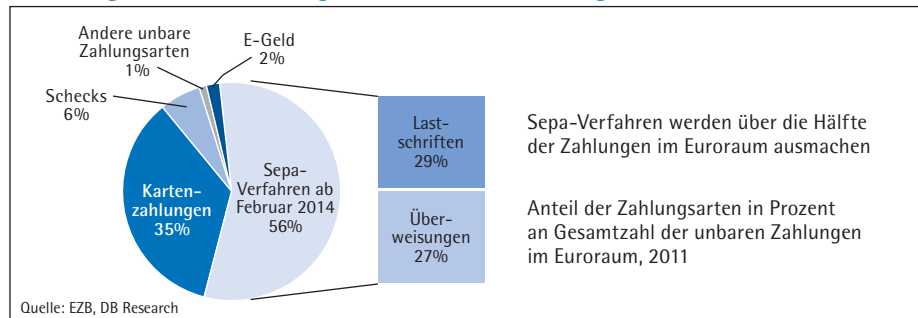 Andere unbare
Zahlungsarten
1%
E-Geld
2%
Schecks
6%
Karten-
zahlungen
35%
Sepa-
Verfahren ab
Februar 2014
56%
Last-
schriften
29%
Über-
weisungen
27%
Sepa-Verfahren werden über die Hälfte
der Zahlungen im Euroraum ausmachen
Anteil der Zahlungsarten in Prozent
an Gesamtzahl der unbaren Zahlungen
im Euroraum, 2011
Quelle: EZB, DB Research